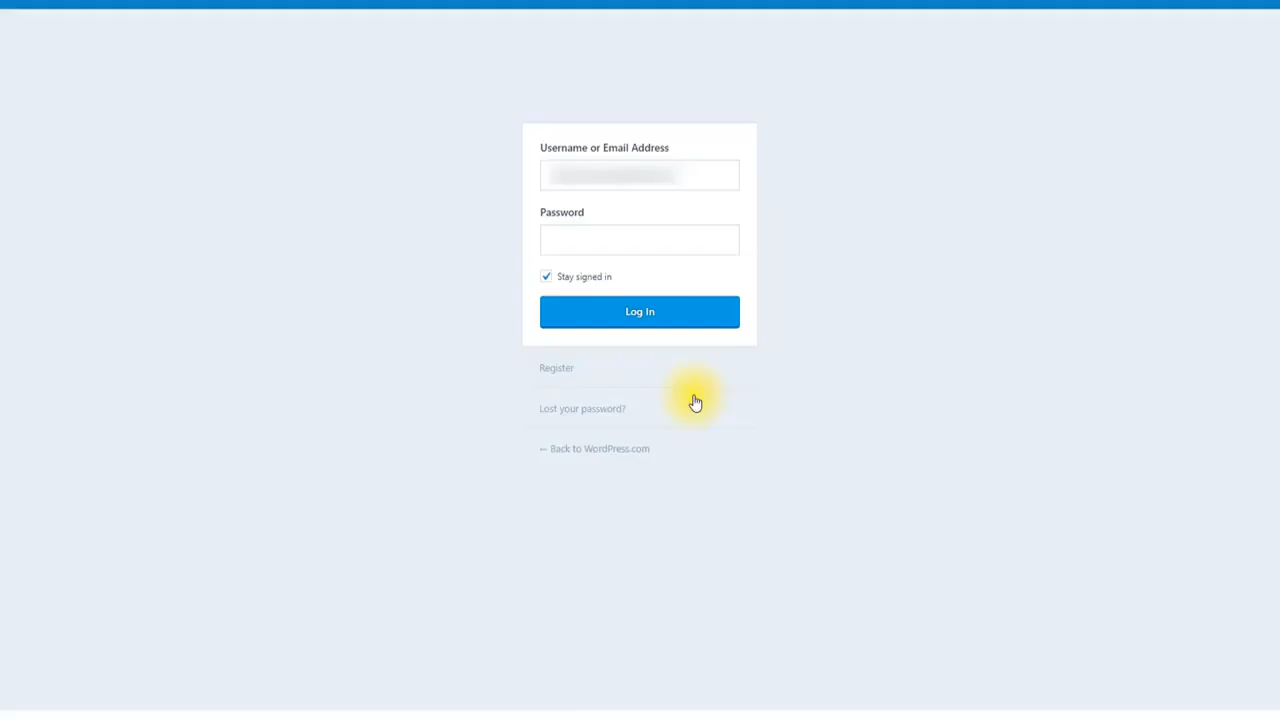 Username or Email Address
Password
Stay signed in
Log In
Register
Lost your password?
← Back to WordPress.com